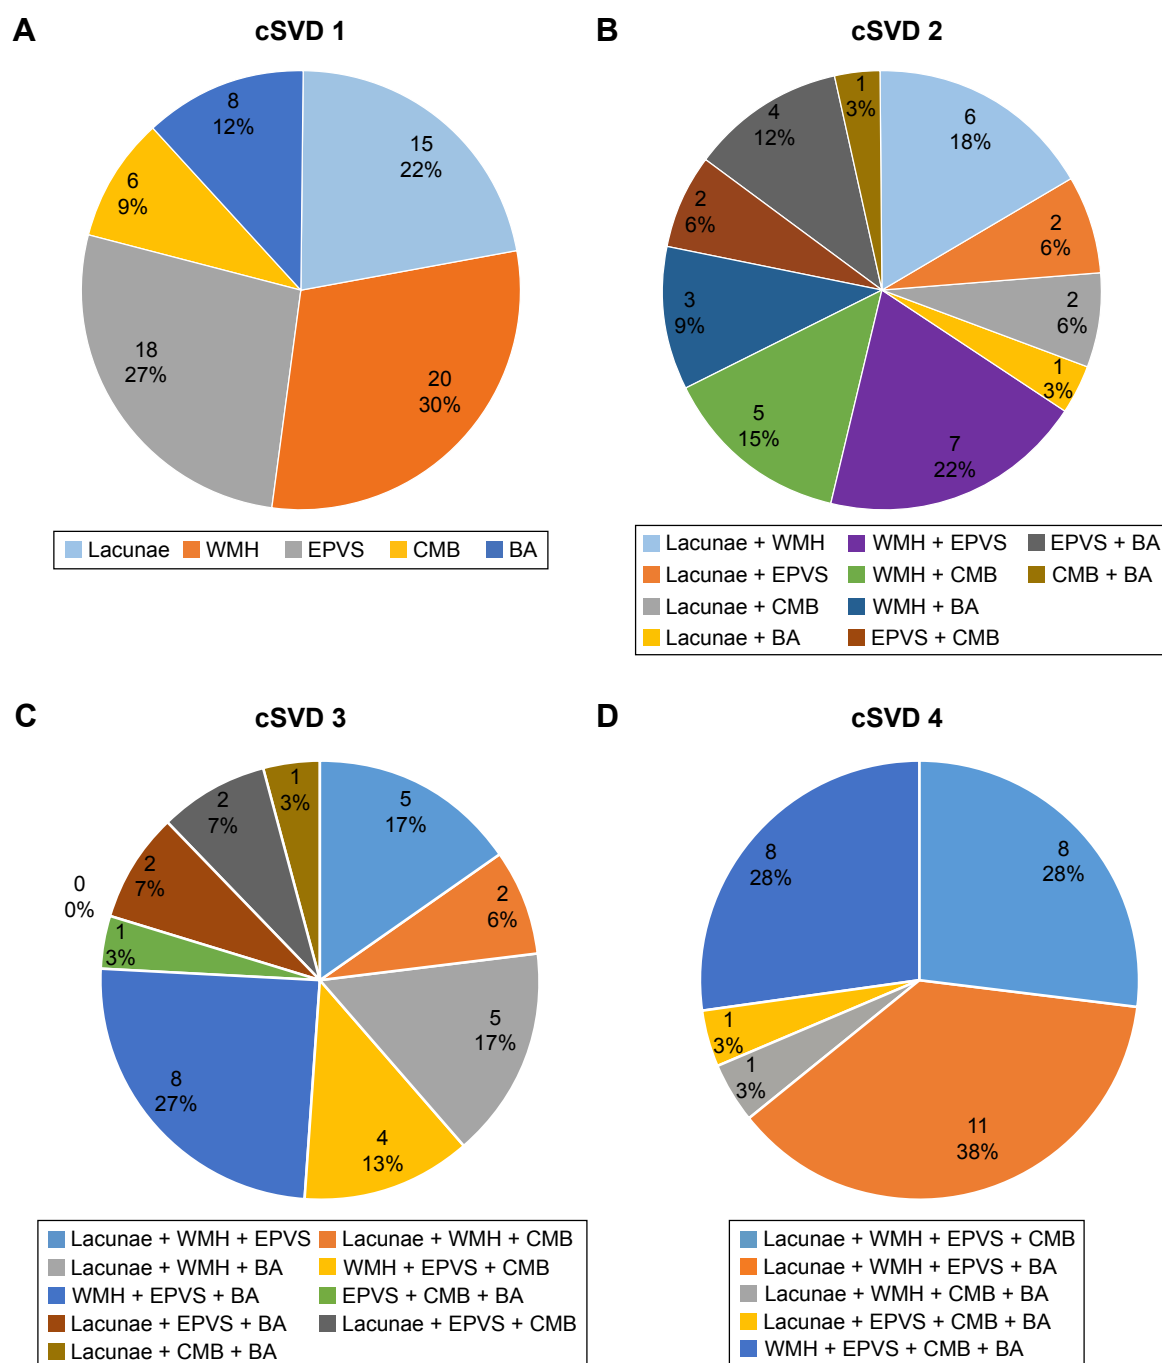 A
cSVD 1
8
12%
15
22%
6
9%
18
27%
20
30%
Lacunae WMH EPVS CMB BA
B
cSVD 2
1
3%
6
18%
4
12%
2
6%
2
6%
3
9%
2
6%
1
3%
5
15%
7
22%
Lacunae + WMH WMH + EPVS EPVS + BA
Lacunae + EPVS WMH + CMB CMB + BA
Lacunae + CMB WMH + BA
Lacunae + BA EPVS + CMB
C
cSVD 3
1
3%
5
17%
2
7%
2
7%
0
0%
2
6%
1
3%
5
17%
8
27%
4
13%
Lacunae + WMH + EPVS Lacunae + WMH + CMB
Lacunae + WMH + BA WMH + EPVS + CMB
WMH + EPVS + BA EPVS + CMB + BA
Lacunae + EPVS + BA Lacunae + EPVS + CMB
Lacunae + CMB + BA
D
cSVD 4
8
28%
8
28%
1
3%
1
3%
11
38%
Lacunae + WMH + EPVS + CMB
Lacunae + WMH + EPVS + BA
Lacunae + WMH + CMB + BA
Lacunae + EPVS + CMB + BA
WMH + EPVS + CMB + BA